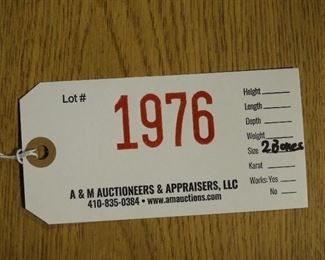 Lot #
1976
Height
Length
Depth
Weight
Size 2 Boxes
Karat
Works: Yes
No
A & M AUCTIONEERS & APPRAISERS, LLC
410-835-0384 • www.amauctions.com